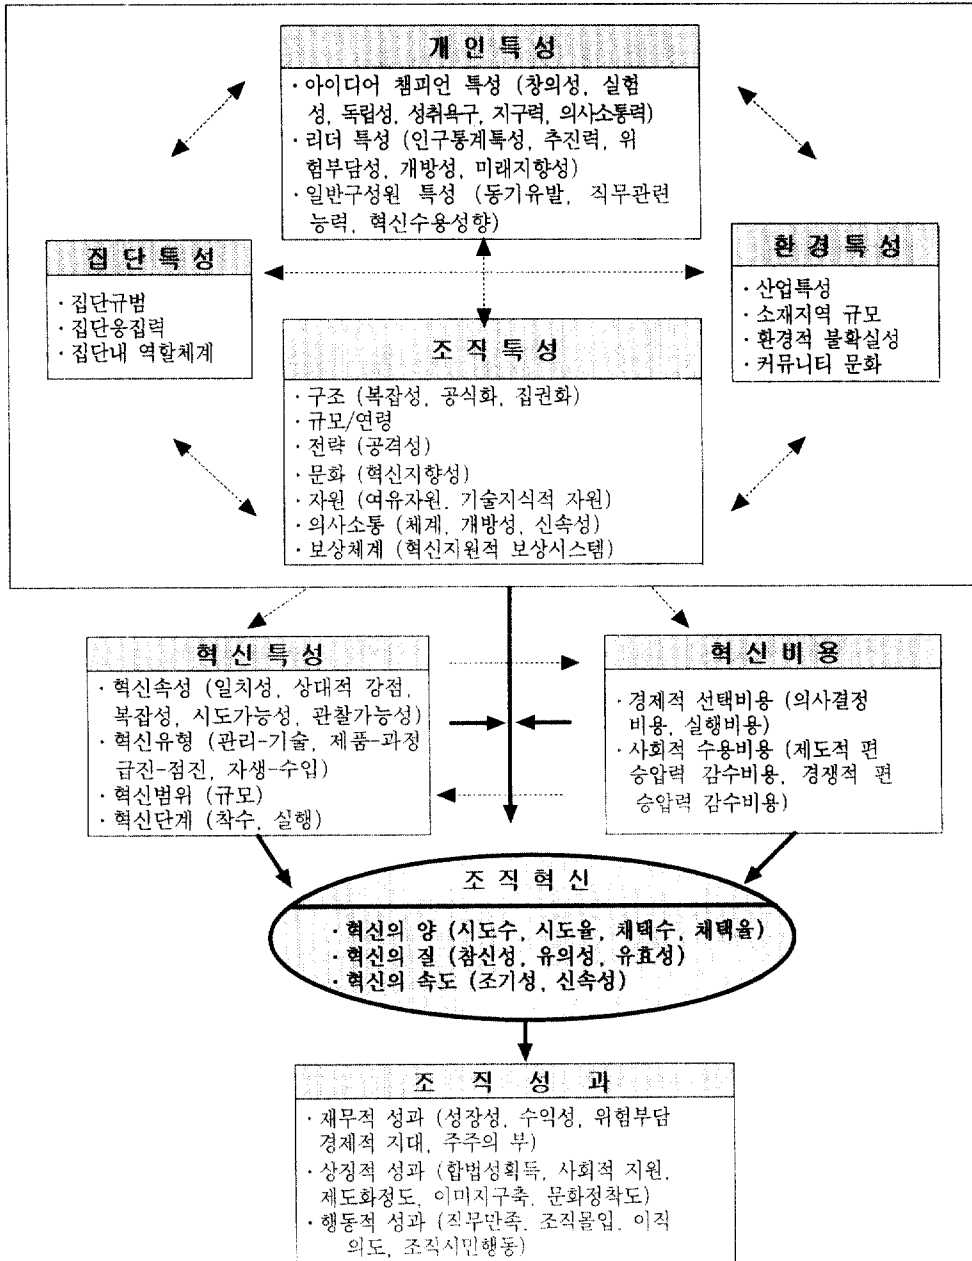 개 인 특 성
· 아이디어 챔피언 특성 (창의성, 실험
성, 독립성, 성취욕구, 지구력, 의사소통력)
· 리더 특성 (인구통계특성, 추진력, 위
험부담성, 개방성, 미래지향성)
· 일반구성원 특성 (동기유발, 직무관련
능력, 혁신수용성향)
집 단 특 성
· 집단규범
· 집단응집력
· 집단내 역할체계
환 경 특 성
· 산업특성
· 소재지역 규모
· 환경적 불확실성
· 커뮤니티 문화
조 직 특 성
· 구조 (복잡성, 공식화, 집권화)
· 규모/연령
· 전략 (공격성)
· 문화 (혁신지향성)
· 자원 (여유자원, 기술지식적 자원)
· 의사소통 (체계, 개방성, 신속성)
· 보상체계 (혁신지원적 보상시스템)
혁 신 특 성
· 혁신속성 (일치성, 상대적 강점,
복잡성, 시도가능성, 관찰가능성)
· 혁신유형 (관리-기술, 제품-과정
급진-점진, 자생-수입)
· 혁신범위 (규모)
· 혁신단계 (착수, 실행)
혁 신 비 용
· 경제적 선택비용 (의사결정
비용, 실행비용)
· 사회적 수용비용 (제도적 편
승압력 감수비용, 경쟁적 편
승압력 감수비용)
조 직 혁 신
· 혁신의 양 (시도수, 시도율, 채택수, 채택율)
· 혁신의 질 (참신성, 유의성, 유효성)
· 혁신의 속도 (조기성, 신속성)
조 직 성 과
· 재무적 성과 (성장성, 수익성, 위험부담
경제적 지대, 주주의 부)
· 상징적 성과 (합법성획득, 사회적 지원,
제도화정도, 이미지구축, 문화정착도)
· 행동적 성과 (직무만족, 조직몰입, 이직
의도, 조직시민행동)